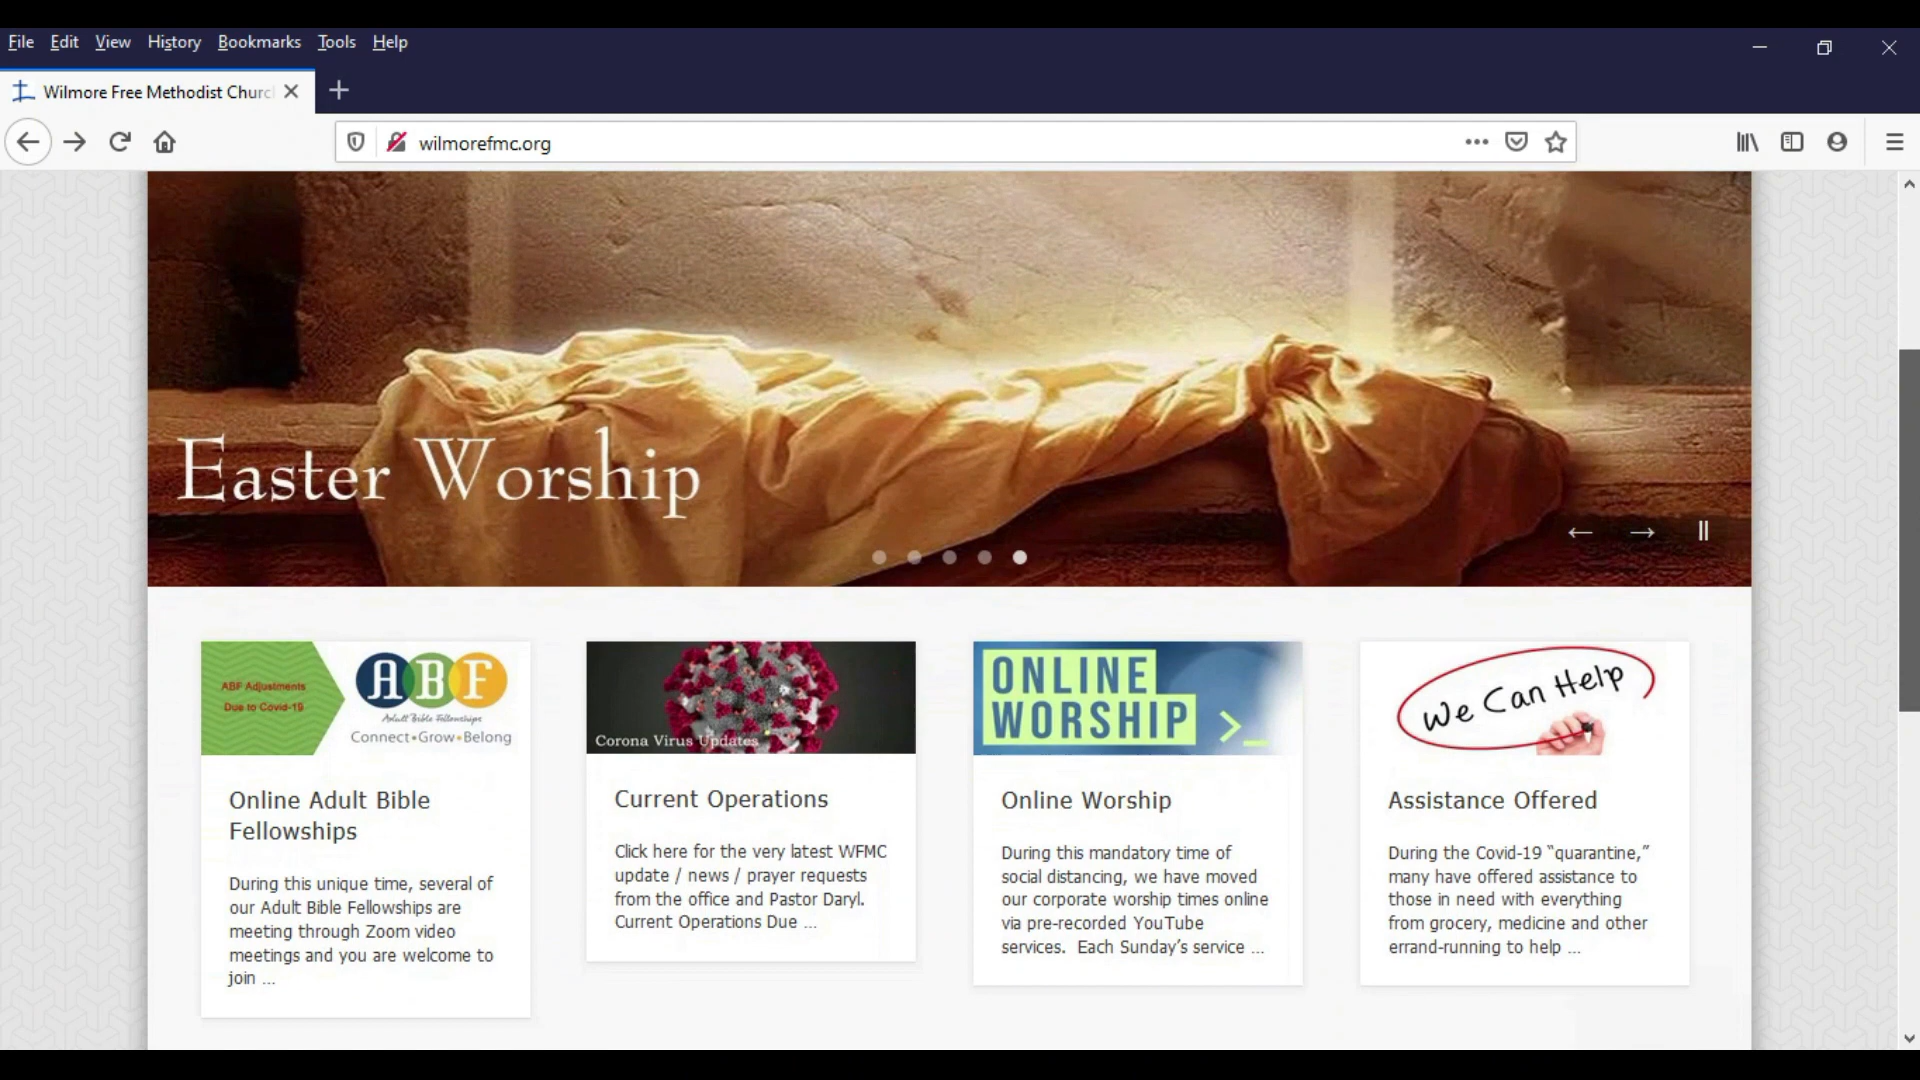 File Edit View History Bookmarks Tools Help
Wilmore Free Methodist Churc
wilmorefmc.org
Easter Worship
ABF Adjustments
Due to Covid-19
ABF
Adult Bible Fellowships
Connect•Grow•Belong
Online Adult Bible
Fellowships
During this unique time, several of
our Adult Bible Fellowships are
meeting through Zoom video
meetings and you are welcome to
join ...
Corona Virus Updates
Current Operations
Click here for the very latest WFMC
update / news / prayer requests
from the office and Pastor Daryl.
Current Operations Due ...
ONLINE
WORSHIP >_
Online Worship
During this mandatory time of
social distancing, we have moved
our corporate worship times online
via pre-recorded YouTube
services.  Each Sunday’s service ...
We Can Help
Assistance Offered
During the Covid-19 “quarantine,”
many have offered assistance to
those in need with everything
from grocery, medicine and other
errand-running to help ...